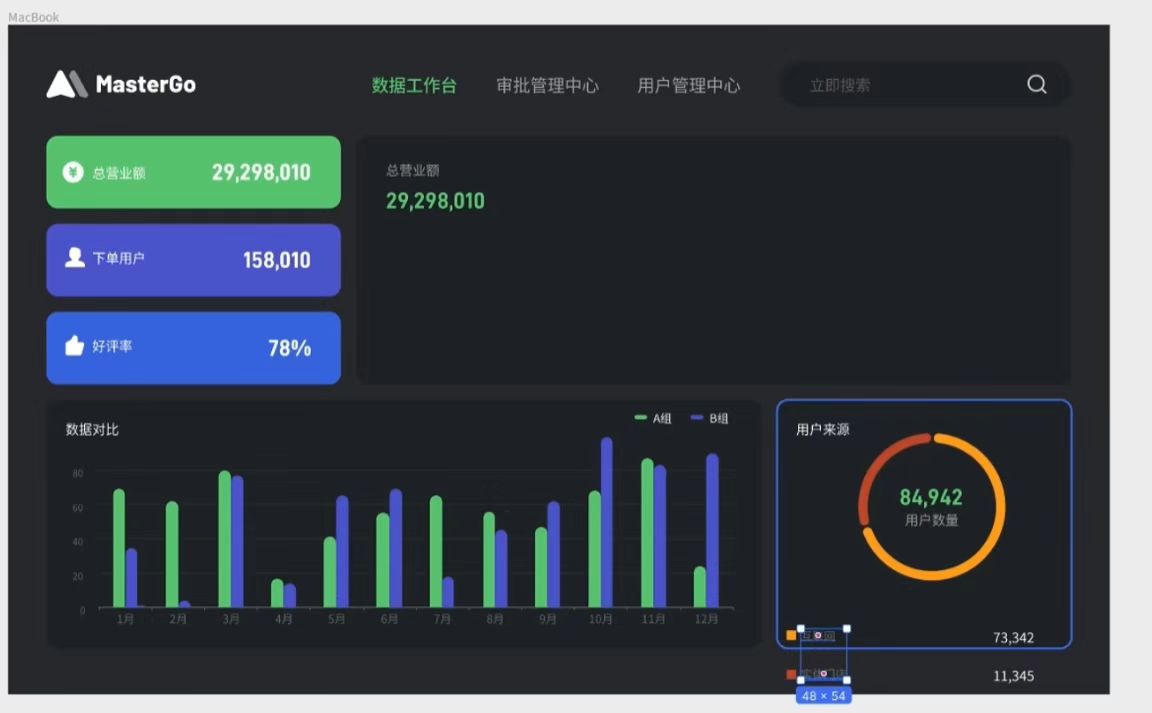 MacBook
MasterGo
数据工作台 审批管理中心 用户管理中心 立即搜索
总营业额 29,298,010
下单用户 158,010
好评率 78%
总营业额
29,298,010
数据对比
A组 B组
80
60
40
20
0
1月 2月 3月 4月 5月 6月 7月 8月 9月 10月 11月 12月
用户来源
84,942
用户数量
73,342
11,345
48 × 54